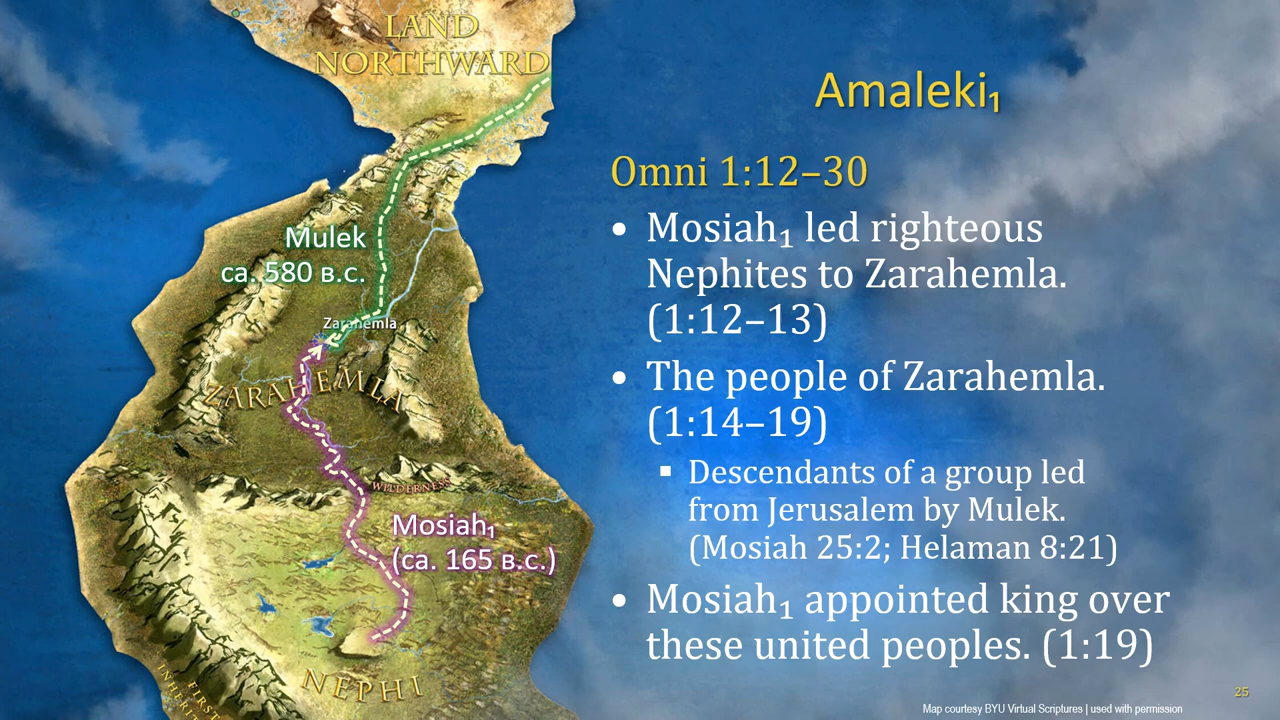 LAND
NORTHWARD
Mulek
ca. 580 B.C.
Zarahemla
ZARAHEMLA
WILDERNESS
Mosiah₁
(ca. 165 B.C.)
NEPHI
FIRST
Amaleki₁
Omni 1:12–30
• Mosiah₁ led righteous
Nephites to Zarahemla.
(1:12–13)
• The people of Zarahemla.
(1:14–19)
▪ Descendants of a group led
from Jerusalem by Mulek.
(Mosiah 25:2; Helaman 8:21)
• Mosiah₁ appointed king over
these united peoples. (1:19)
25
Map courtesy BYU Virtual Scriptures | used with permission